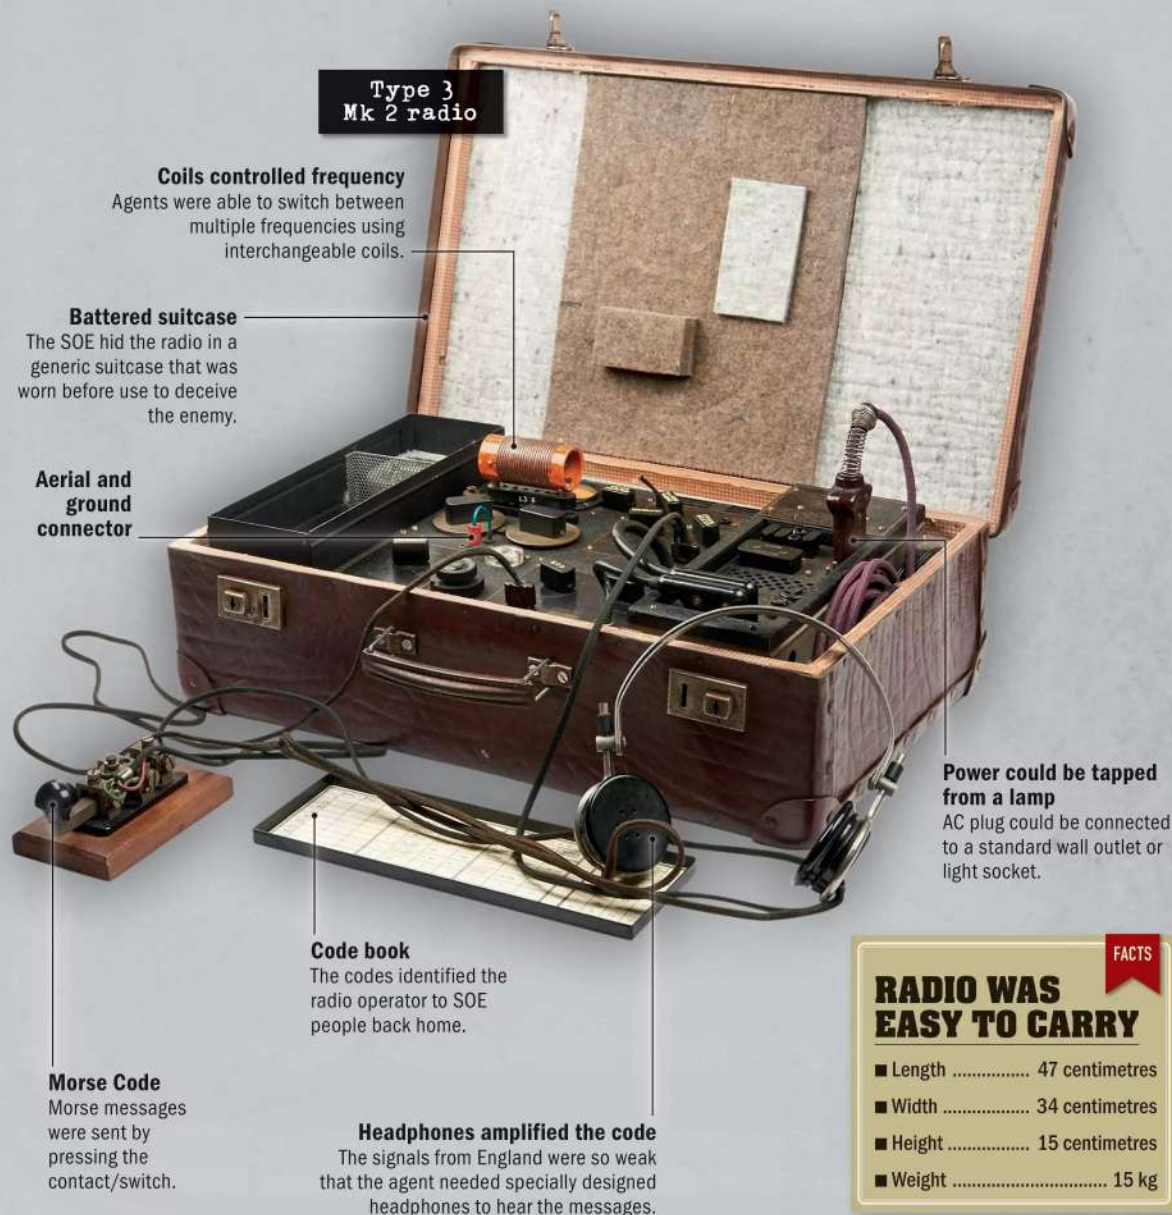 Type 3
Mk 2 radio
Coils controlled frequency
Agents were able to switch between
multiple frequencies using
interchangeable coils.
Battered suitcase
The SOE hid the radio in a
generic suitcase that was
worn before use to deceive
the enemy.
Aerial and
ground
connector
Power could be tapped
from a lamp
AC plug could be connected
to a standard wall outlet or
light socket.
Code book
The codes identified the
radio operator to SOE
people back home.
Morse Code
Morse messages
were sent by
pressing the
contact/switch.
Headphones amplified the code
The signals from England were so weak
that the agent needed specially designed
headphones to hear the messages.
FACTS
RADIO WAS
EASY TO CARRY
■ Length ................ 47 centimetres
■ Width .................. 34 centimetres
■ Height ................. 15 centimetres
■ Weight ............................... 15 kg